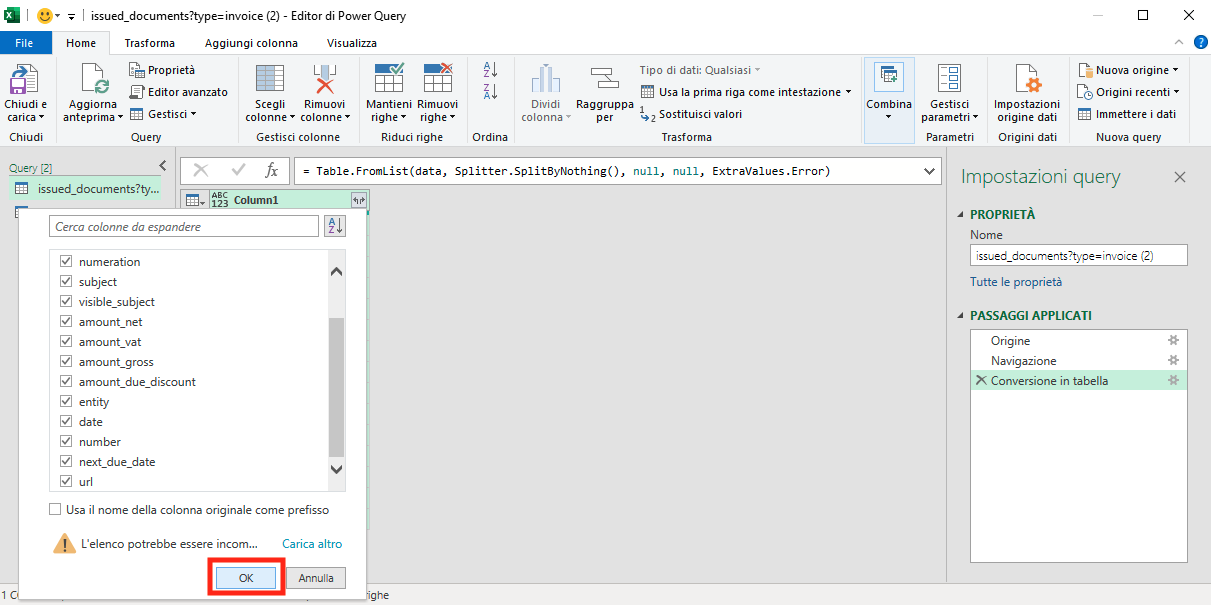 issued_documents?type=invoice (2) - Editor di Power Query
File Home Trasforma Aggiungi colonna Visualizza
Chiudi e carica
Chiudi
Aggiorna anteprima
Proprietà
Editor avanzato
Gestisci
Query
Scegli colonne
Rimuovi colonne
Gestisci colonne
Mantieni righe
Rimuovi righe
Riduci righe
Ordina
Dividi colonna
Raggruppa per
Tipo di dati: Qualsiasi
Usa la prima riga come intestazione
Sostituisci valori
Trasforma
Combina
Gestisci parametri
Parametri
Impostazioni origine dati
Origini dati
Nuova origine
Origini recenti
Immettere i dati
Nuova query
Query [2]
issued_documents?ty...
= Table.FromList(data, Splitter.SplitByNothing(), null, null, ExtraValues.Error)
ABC 123 Column1
Cerca colonne da espandere
numeration
subject
visible_subject
amount_net
amount_vat
amount_gross
amount_due_discount
entity
date
number
next_due_date
url
Usa il nome della colonna originale come prefisso
L'elenco potrebbe essere incom... Carica altro
OK Annulla
Impostazioni query
PROPRIETÀ
Nome
issued_documents?type=invoice (2)
Tutte le proprietà
PASSAGGI APPLICATI
Origine
Navigazione
Conversione in tabella